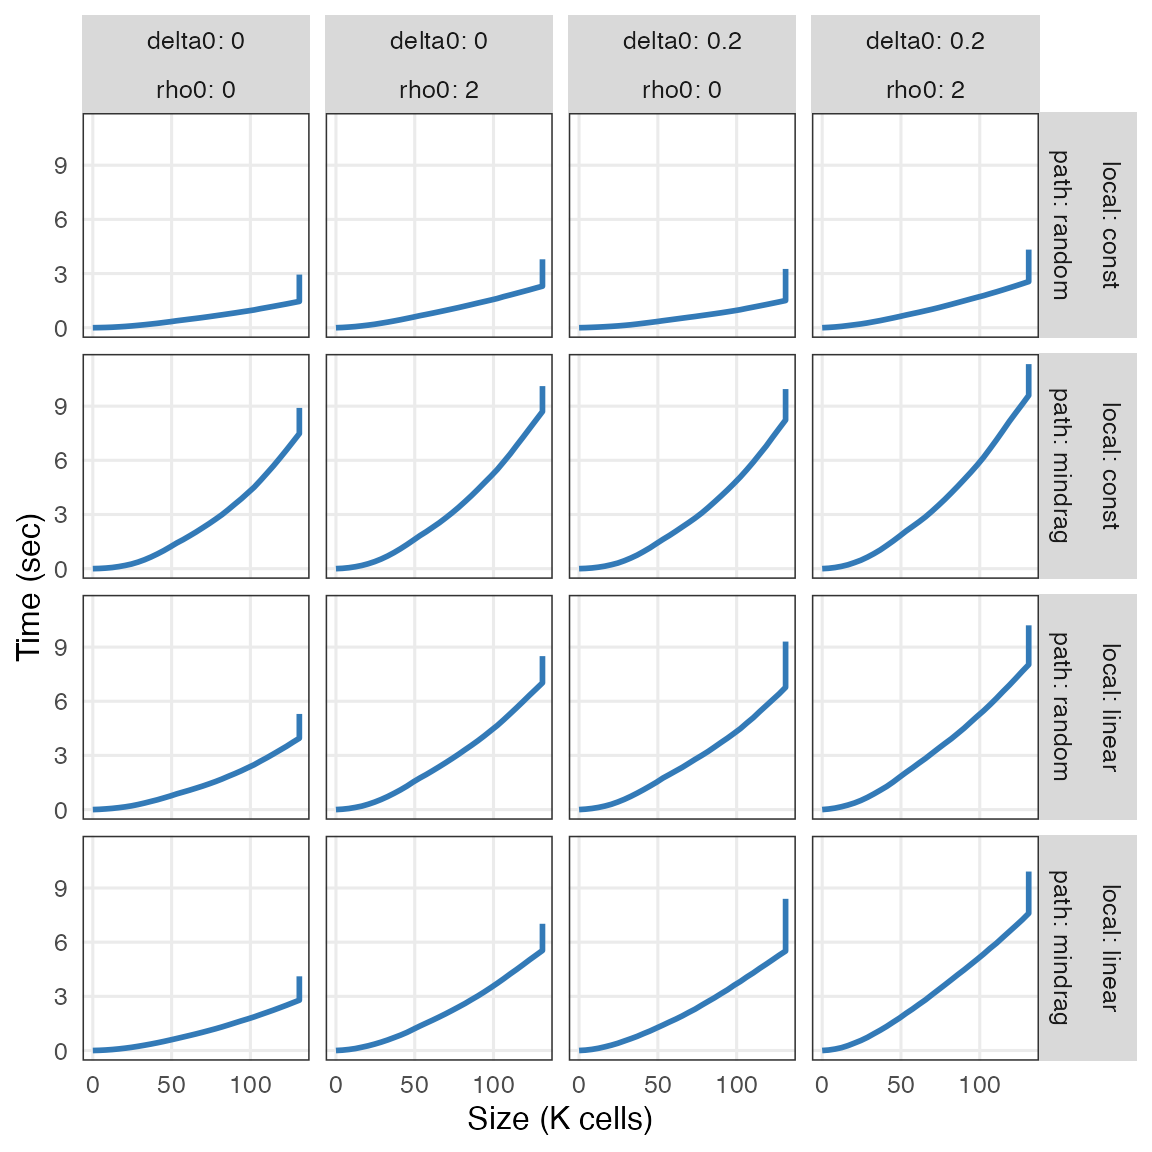 delta0: 0
delta0: 0
delta0: 0.2
delta0: 0.2
rho0: 0
rho0: 2
rho0: 0
rho0: 2
9
6
3
0
local: const
path: random
9
6
3
0
local: const
path: mindrag
9
6
3
0
local: linear
path: random
9
6
3
0
local: linear
path: mindrag
Time (sec)
0 50 100
0 50 100
0 50 100
0 50 100
Size (K cells)